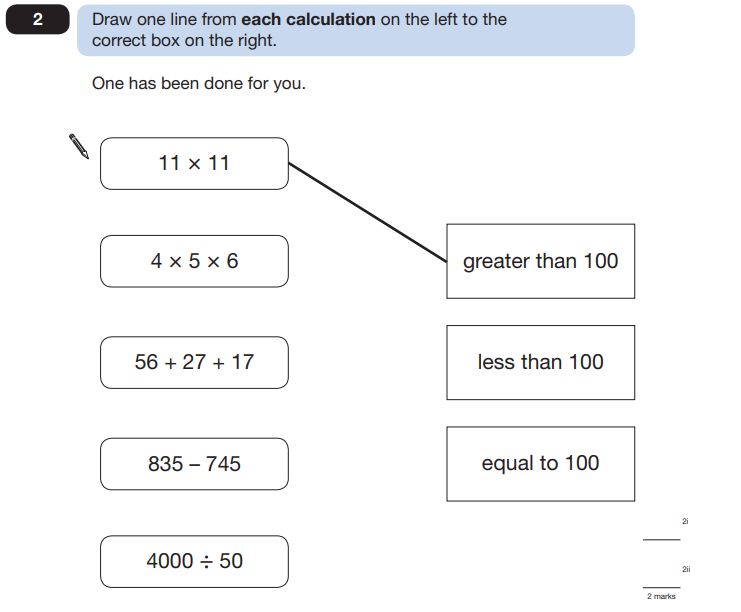 2
Draw one line from each calculation on the left to the
correct box on the right.
One has been done for you.
11 × 11
4 × 5 × 6
greater than 100
56 + 27 + 17
less than 100
835 – 745
equal to 100
4000 ÷ 50
2i
2ii
2 marks